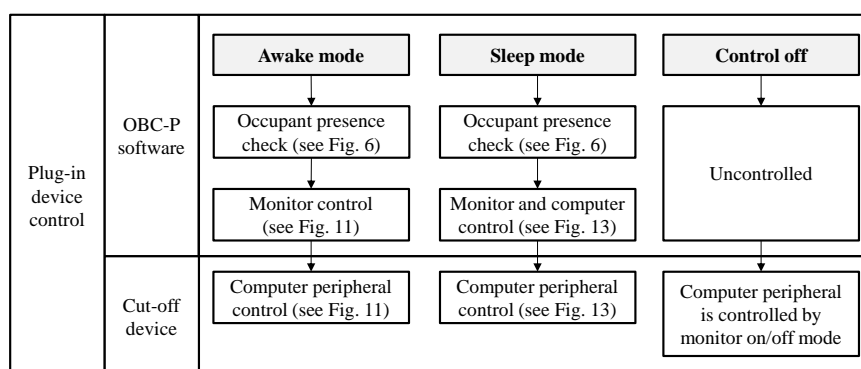 Plug-in
device
control
OBC-P
software
Awake mode
Sleep mode
Control off
Occupant presence
check (see Fig. 6)
Occupant presence
check (see Fig. 6)
Uncontrolled
Monitor control
(see Fig. 11)
Monitor and computer
control (see Fig. 13)
Cut-off
device
Computer peripheral
control (see Fig. 11)
Computer peripheral
control (see Fig. 13)
Computer peripheral
is controlled by
monitor on/off mode